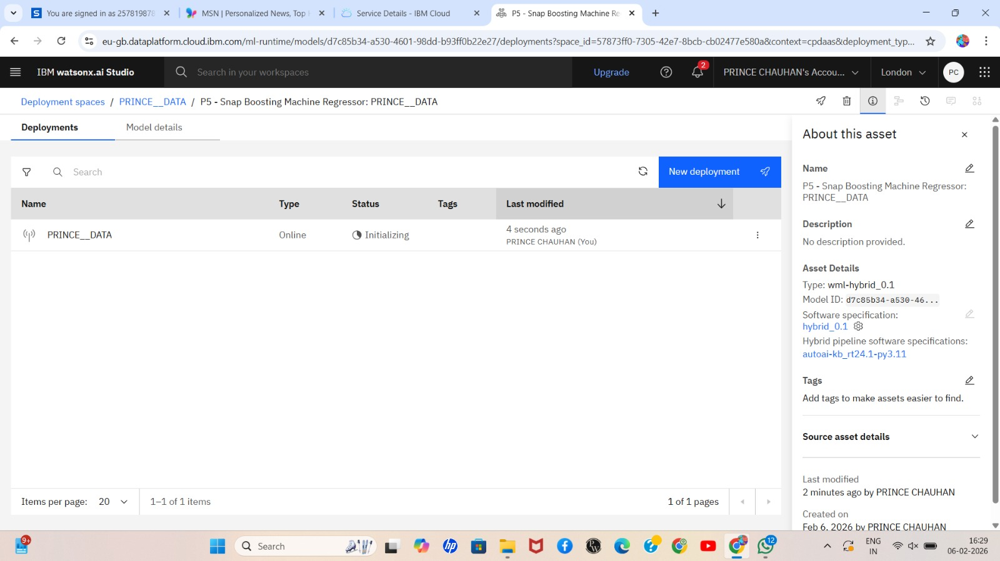 You are signed in as 257819878
MSN | Personalized News, Top
Service Details - IBM Cloud
P5 - Snap Boosting Machine Re
eu-gb.dataplatform.cloud.ibm.com/ml-runtime/models/d7c85b34-a530-4601-98dd-b93ff0b22e27/deployments?space_id=57873ff0-7305-42e7-8bcb-cb02477e580a&context=cpdaas&deployment_typ...
IBM watsonx.ai Studio
Search in your workspaces
Upgrade
2
PRINCE CHAUHAN's Accou...
London
PC
Deployment spaces / PRINCE__DATA / P5 - Snap Boosting Machine Regressor: PRINCE__DATA
Deployments
Model details
Search
New deployment
Name Type Status Tags Last modified
PRINCE__DATA Online Initializing 4 seconds ago
PRINCE CHAUHAN (You)
Items per page: 20
1–1 of 1 items
1 of 1 pages
About this asset
Name
P5 - Snap Boosting Machine Regressor:
PRINCE__DATA
Description
No description provided.
Asset Details
Type: wml-hybrid_0.1
Model ID: d7c85b34-a530-46...
Software specification:
hybrid_0.1
Hybrid pipeline software specifications:
autoai-kb_rt24.1-py3.11
Tags
Add tags to make assets easier to find.
Source asset details
Last modified
2 minutes ago by PRINCE CHAUHAN
Created on
Feb 6, 2026 by PRINCE CHAUHAN
9+
Search
12
ENG
IN
16:29
06-02-2026